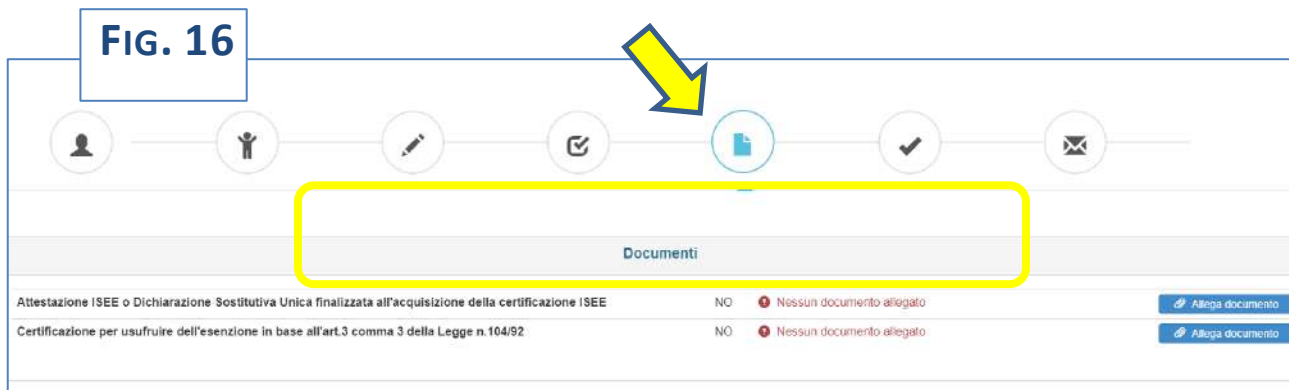 FIG. 16
Documenti
Attestazione ISEE o Dichiarazione Sostitutiva Unica finalizzata all'acquisizione della certificazione ISEE NO Nessun documento allegato Allega documento
Certificazione per usufruire dell'esenzione in base all'art.3 comma 3 della Legge n.104/92 NO Nessun documento allegato Allega documento